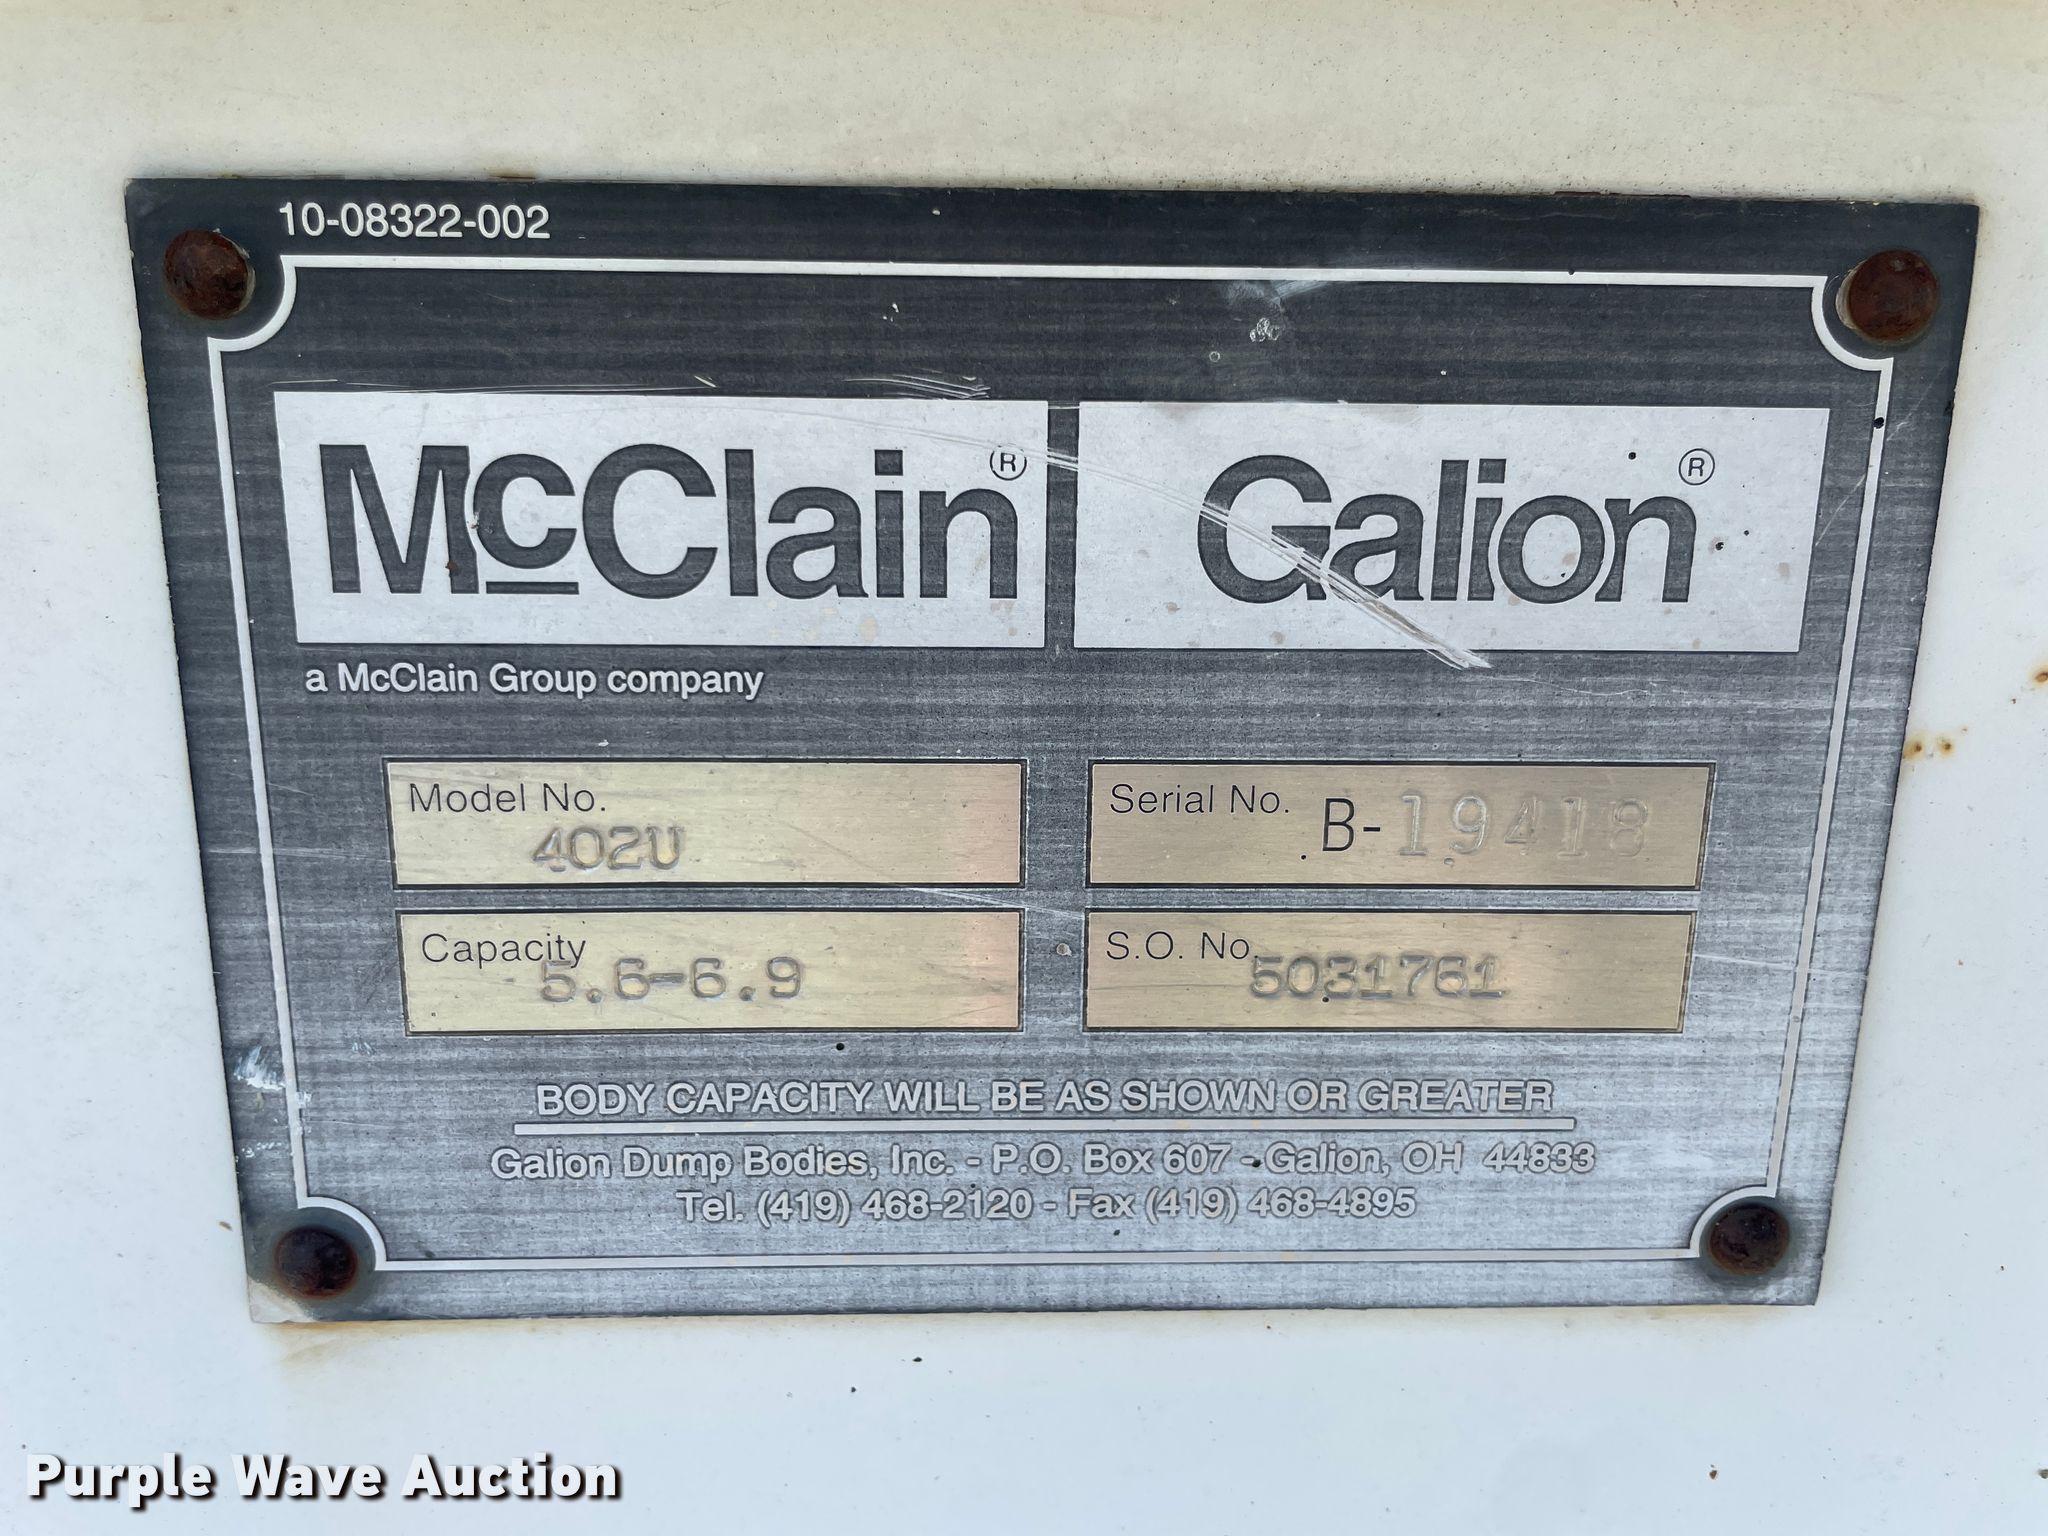 10-08322-002
McClain® Galion®
a McClain Group company
Model No. 402U
Serial No. B-19418
Capacity 5.6-6.9
S.O. No. 5031761
BODY CAPACITY WILL BE AS SHOWN OR GREATER
Galion Dump Bodies, Inc. - P.O. Box 607 - Galion, OH 44833
Tel. (419) 468-2120 - Fax (419) 468-4895
Purple Wave Auction